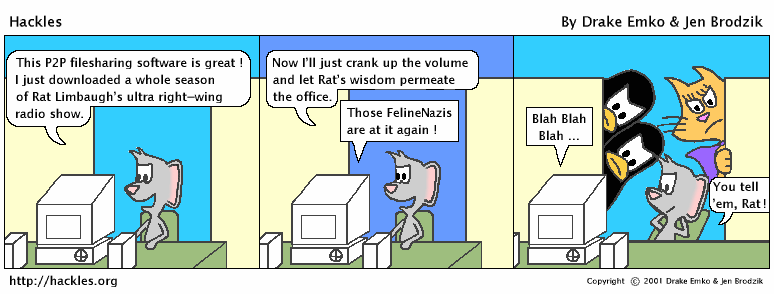 Hackles
By Drake Emko & Jen Brodzik
This P2P filesharing software is great !
I just downloaded a whole season
of Rat Limbaugh's ultra right-wing
radio show.
Now I'll just crank up the volume
and let Rat's wisdom permeate
the office.
Those FelineNazis
are at it again !
Blah Blah
Blah ...
You tell
'em, Rat!
http://hackles.org
Copyright © 2001 Drake Emko & Jen Brodzik